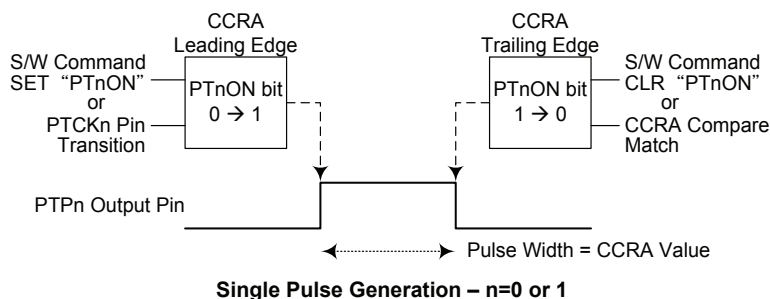 CCRA
Leading Edge
S/W Command
SET “PTnON”
or
PTCKn Pin
Transition
PTnON bit
0 → 1
CCRA
Trailing Edge
PTnON bit
1 → 0
S/W Command
CLR “PTnON”
or
CCRA Compare
Match
PTPn Output Pin
Pulse Width = CCRA Value
Single Pulse Generation – n=0 or 1